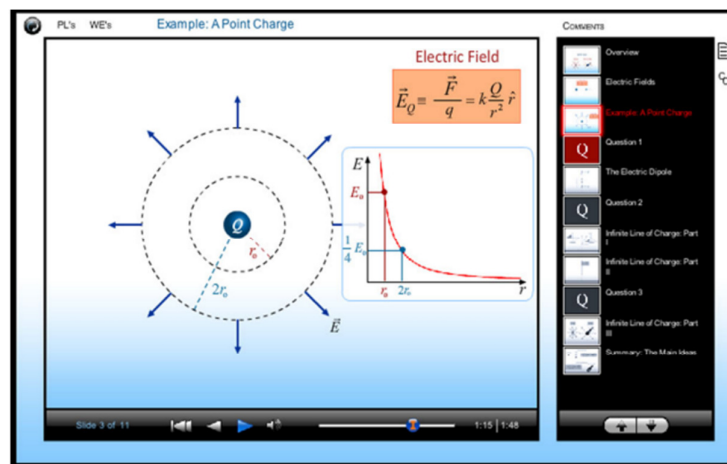 PL's WE's Example: A Point Charge
Electric Field
E⃗_Q ≡ F⃗/q = k Q/r² r̂
Q
r₀
2r₀
E⃗
E
E₀
1/4 E₀
r₀ 2r₀ r
Slide 3 of 11
1:15 | 1:48
COMMENTS
Overview
Electric Fields
Example: A Point Charge
Q Question 1
The Electric Dipole
Q Question 2
Infinite Line of Charge: Part
I
Infinite Line of Charge: Part
II
Q Question 3
Infinite Line of Charge: Part
III
Summary: The Main Ideas